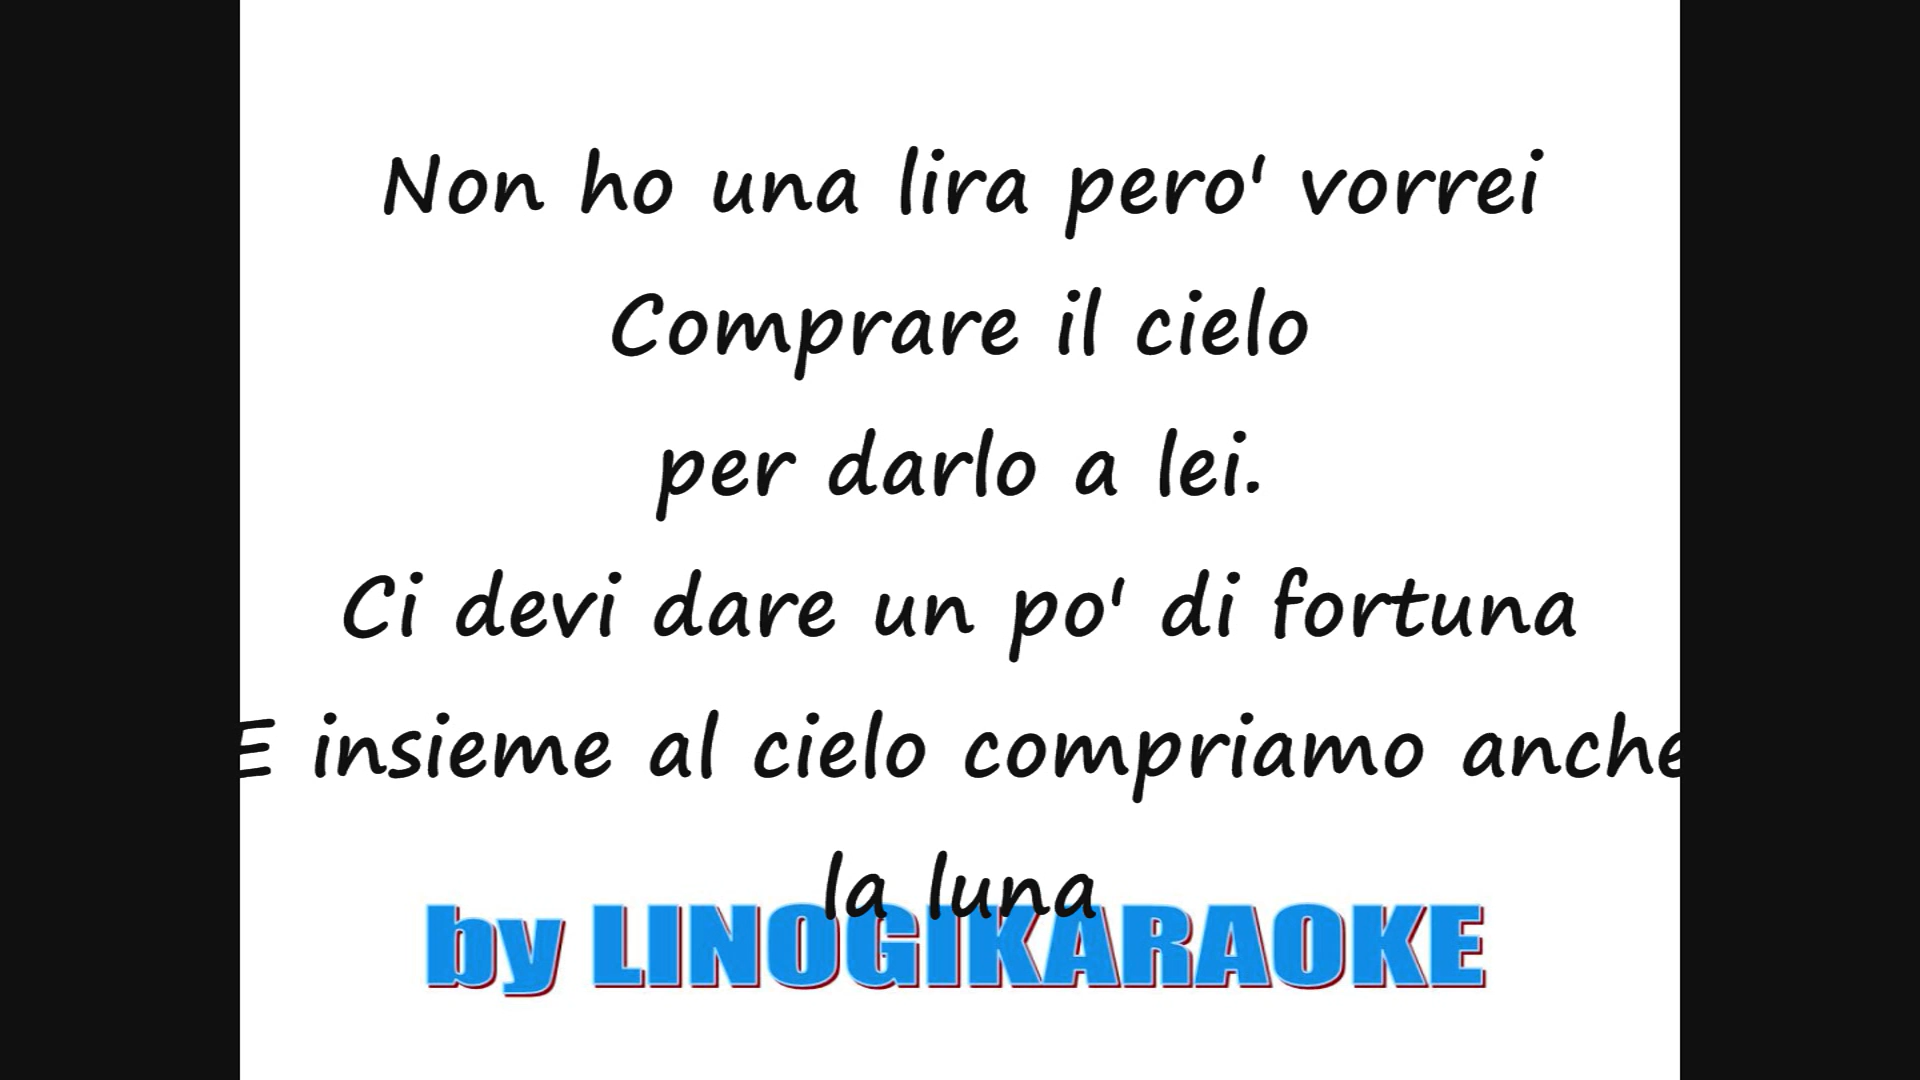 Non ho una lira pero' vorrei
Comprare il cielo
per darlo a lei.
Ci devi dare un po' di fortuna
E insieme al cielo compriamo anche
la luna
by LINOGIKARAOKE